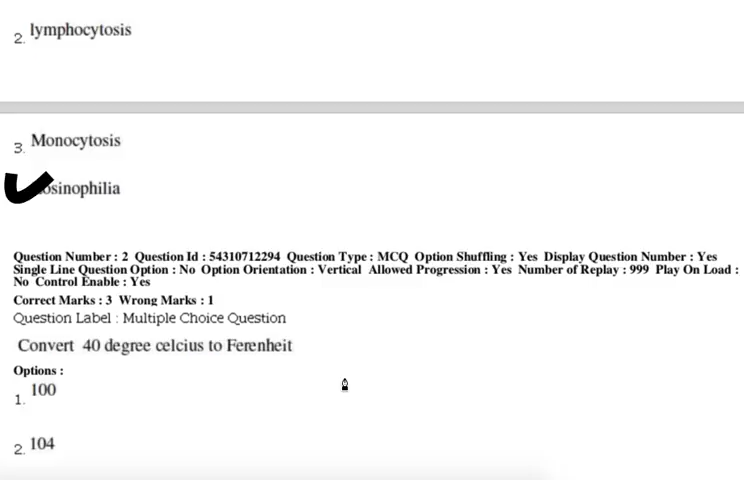 2. lymphocytosis
3. Monocytosis
osinophilia
Question Number : 2 Question Id : 54310712294 Question Type : MCQ Option Shuffling : Yes Display Question Number : Yes
Single Line Question Option : No Option Orientation : Vertical Allowed Progression : Yes Number of Replay : 999 Play On Load :
No Control Enable : Yes
Correct Marks : 3 Wrong Marks : 1
Question Label : Multiple Choice Question
Convert 40 degree celcius to Ferenheit
Options :
1. 100
2. 104